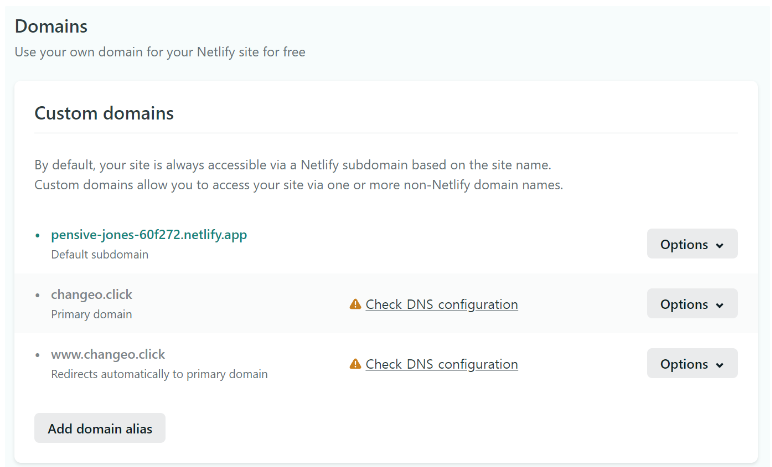 Domains
Use your own domain for your Netlify site for free
Custom domains
By default, your site is always accessible via a Netlify subdomain based on the site name.
Custom domains allow you to access your site via one or more non-Netlify domain names.
pensive-jones-60f272.netlify.app
Default subdomain
Options
changeo.click
Primary domain
Check DNS configuration
Options
www.changeo.click
Redirects automatically to primary domain
Check DNS configuration
Options
Add domain alias